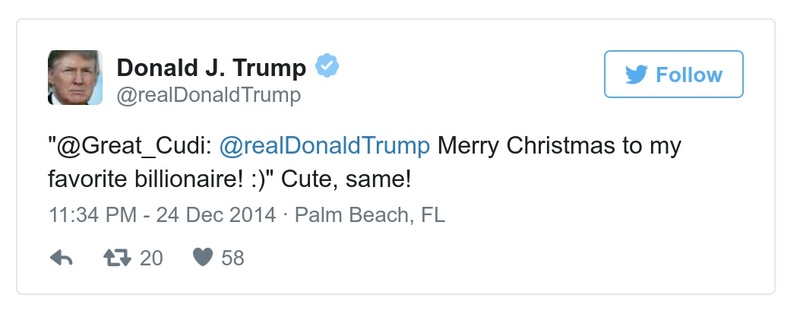 Donald J. Trump
@realDonaldTrump
Follow
"@Great_Cudi: @realDonaldTrump Merry Christmas to my
favorite billionaire! :)" Cute, same!
11:34 PM - 24 Dec 2014 · Palm Beach, FL
20 58